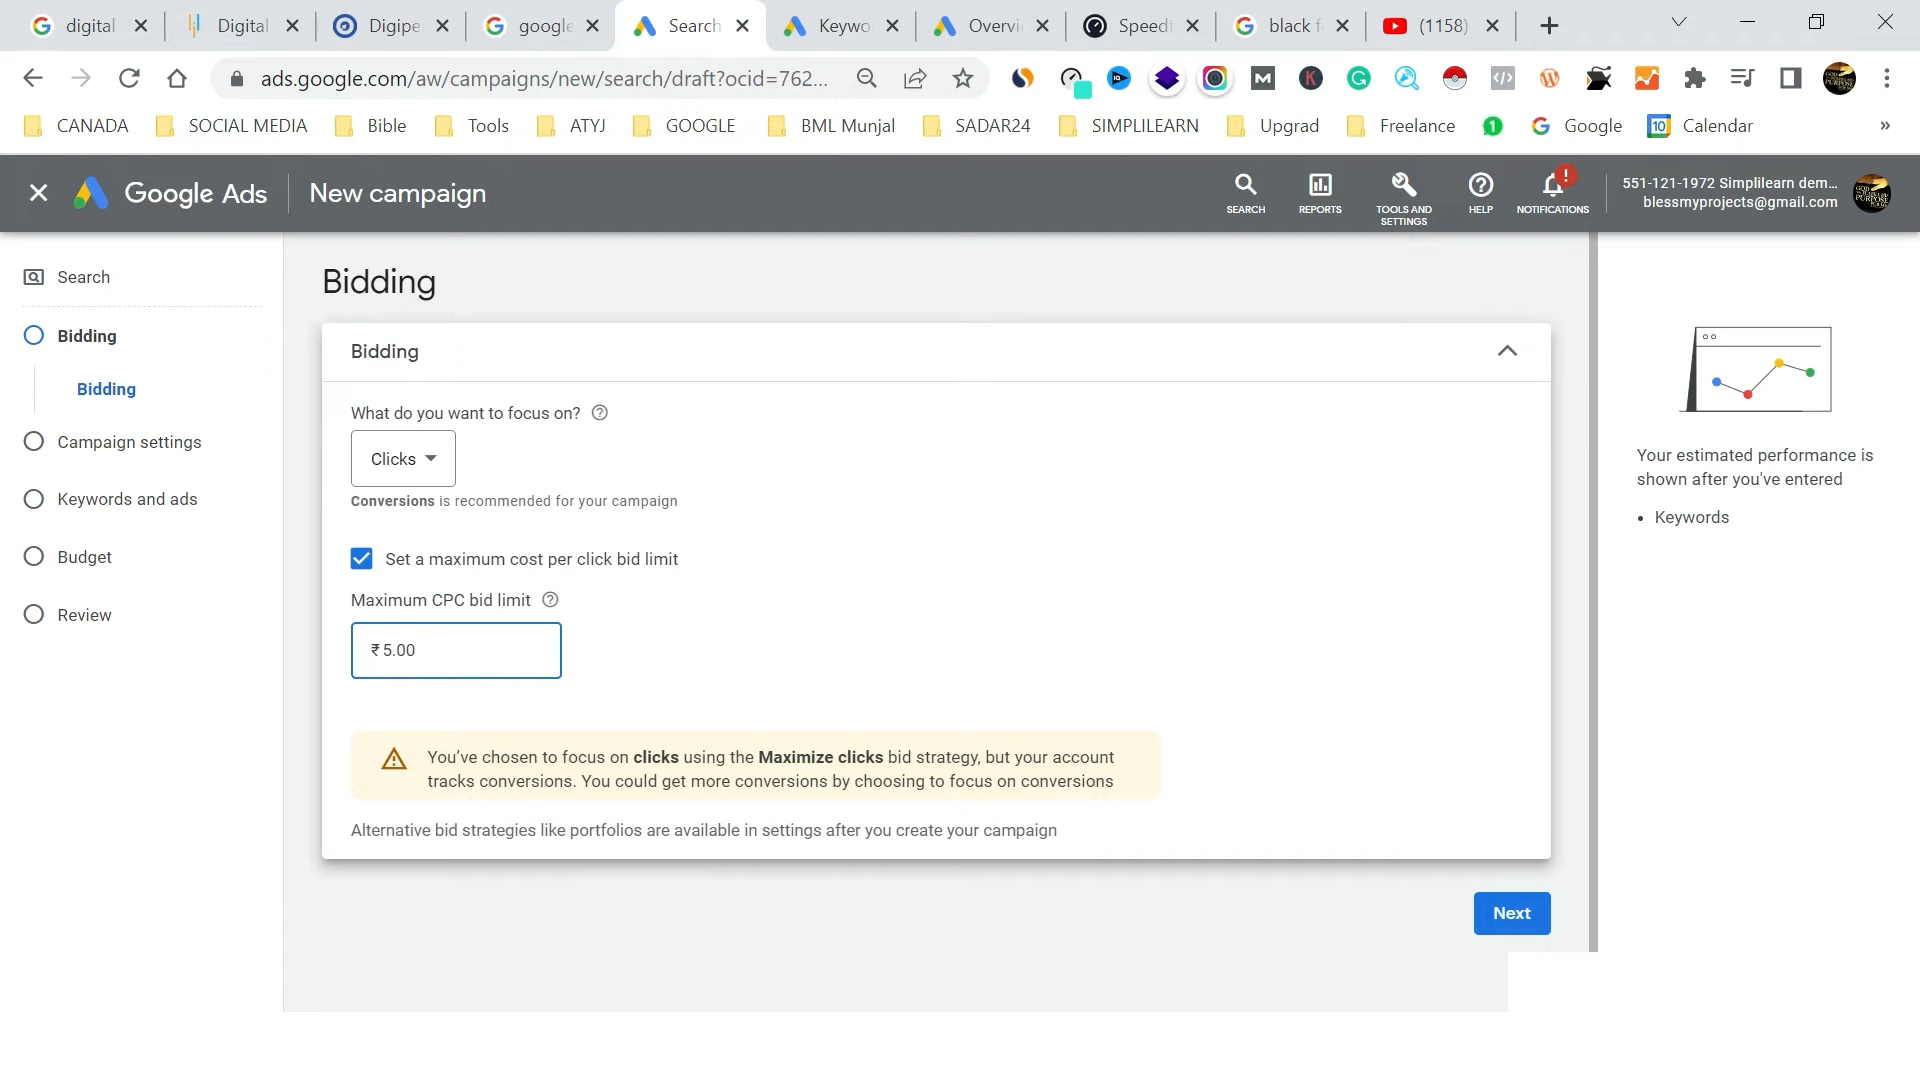 digital
Digital
Digipe
google
Search
Keywo
Overvi
Speedt
black f
(1158)
ads.google.com/aw/campaigns/new/search/draft?ocid=762...
CANADA
SOCIAL MEDIA
Bible
Tools
ATYJ
GOOGLE
BML Munjal
SADAR24
SIMPLILEARN
Upgrad
Freelance
1
Google
10
Calendar
»
Google Ads
New campaign
SEARCH
REPORTS
TOOLS AND
SETTINGS
HELP
NOTIFICATIONS
551-121-1972 Simplilearn dem...
blessmyprojects@gmail.com
Search
Bidding
Bidding
Campaign settings
Keywords and ads
Budget
Review
Bidding
Bidding
What do you want to focus on?
Clicks
Conversions is recommended for your campaign
Set a maximum cost per click bid limit
Maximum CPC bid limit
₹5.00
You’ve chosen to focus on clicks using the Maximize clicks bid strategy, but your account
tracks conversions. You could get more conversions by choosing to focus on conversions
Alternative bid strategies like portfolios are available in settings after you create your campaign
Next
Your estimated performance is
shown after you've entered
• Keywords